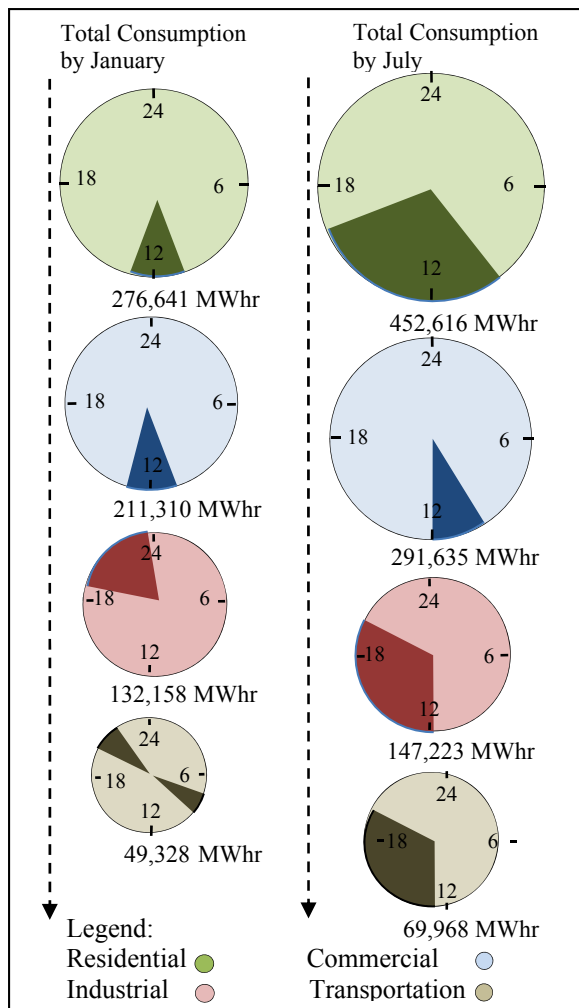 Total Consumption
by January
24
18
6
12
276,641 MWhr
24
18
6
12
211,310 MWhr
24
18
6
12
132,158 MWhr
24
18
6
12
49,328 MWhr
Total Consumption
by July
24
18
6
12
452,616 MWhr
24
18
6
12
291,635 MWhr
24
18
6
12
147,223 MWhr
24
18
6
12
69,968 MWhr
Legend:
Residential
Commercial
Industrial
Transportation